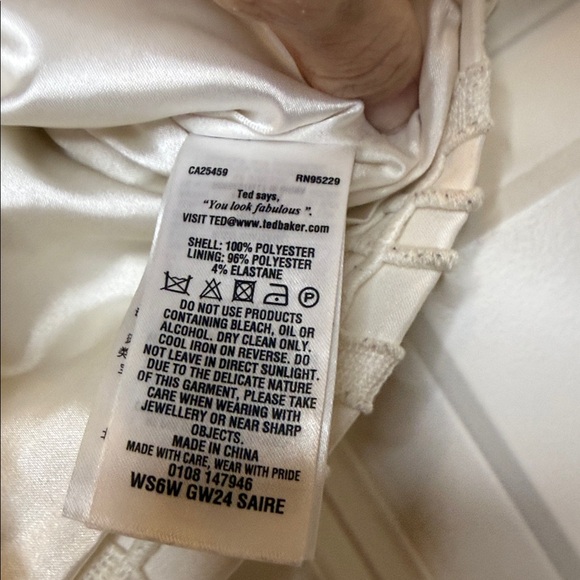 CA25459 RN95229
Ted says,
"You look fabulous".
VISIT TED@www.tedbaker.com
SHELL: 100% POLYESTER
LINING: 96% POLYESTER
4% ELASTANE
P
DO NOT USE PRODUCTS
CONTAINING BLEACH, OIL OR
ALCOHOL. DRY CLEAN ONLY.
COOL IRON ON REVERSE. DO
NOT LEAVE IN DIRECT SUNLIGHT.
DUE TO THE DELICATE NATURE
OF THIS GARMENT, PLEASE TAKE
CARE WHEN WEARING WITH
JEWELLERY OR NEAR SHARP
OBJECTS.
MADE IN CHINA
MADE WITH CARE, WEAR WITH PRIDE
0108 147946
WS6W GW24 SAIRE